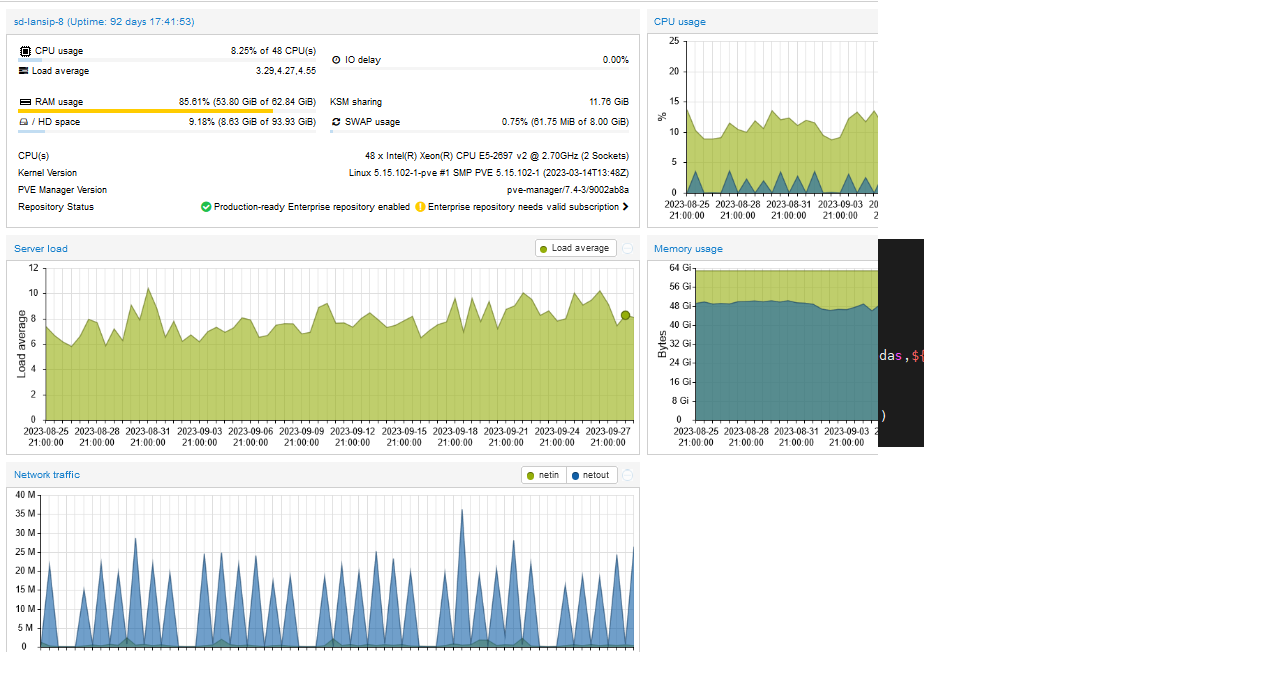 sd-lansip-8 (Uptime: 92 days 17:41:53)
CPU usage 8.25% of 48 CPU(s)
IO delay 0.00%
Load average 3.29,4.27,4.55
RAM usage 85.61% (53.80 GiB of 62.84 GiB)
KSM sharing 11.76 GiB
/ HD space 9.18% (8.63 GiB of 93.93 GiB)
SWAP usage 0.75% (61.75 MiB of 8.00 GiB)
CPU(s) 48 x Intel(R) Xeon(R) CPU E5-2697 v2 @ 2.70GHz (2 Sockets)
Kernel Version Linux 5.15.102-1-pve #1 SMP PVE 5.15.102-1 (2023-03-14T13:48Z)
PVE Manager Version pve-manager/7.4-3/9002ab8a
Repository Status Production-ready Enterprise repository enabled Enterprise repository needs valid subscription
CPU usage
25
20
15
10
5
0
%
2023-08-25 2023-08-28 2023-08-31 2023-09-03 20
21:00:00 21:00:00 21:00:00 21:00:00 2
Server load
Load average
12
10
8
6
4
2
0
Load average
2023-08-25 2023-08-28 2023-08-31 2023-09-03 2023-09-06 2023-09-09 2023-09-12 2023-09-15 2023-09-18 2023-09-21 2023-09-24 2023-09-27
21:00:00 21:00:00 21:00:00 21:00:00 21:00:00 21:00:00 21:00:00 21:00:00 21:00:00 21:00:00 21:00:00 21:00:00
Memory usage
64 Gi
56 Gi
48 Gi
40 Gi
32 Gi
24 Gi
16 Gi
8 Gi
0
Bytes
2023-08-25 2023-08-28 2023-08-31 2023-09-03 2
21:00:00 21:00:00 21:00:00 21:00:00
das,${
)
Network traffic
netin netout
40 M
35 M
30 M
25 M
20 M
15 M
10 M
5 M
0